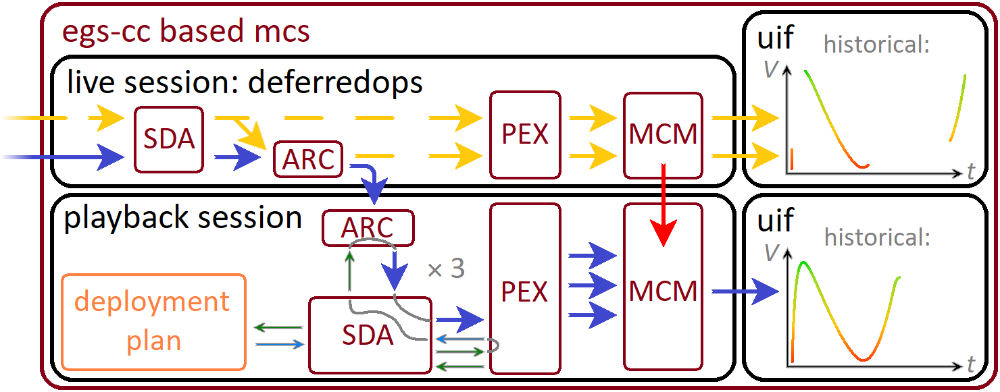 egs-cc based mcs
live session: deferredops
SDA
ARC
PEX
MCM
uif
historical:
V
t
playback session
ARC
× 3
deployment
plan
SDA
PEX
MCM
uif
historical:
V
t